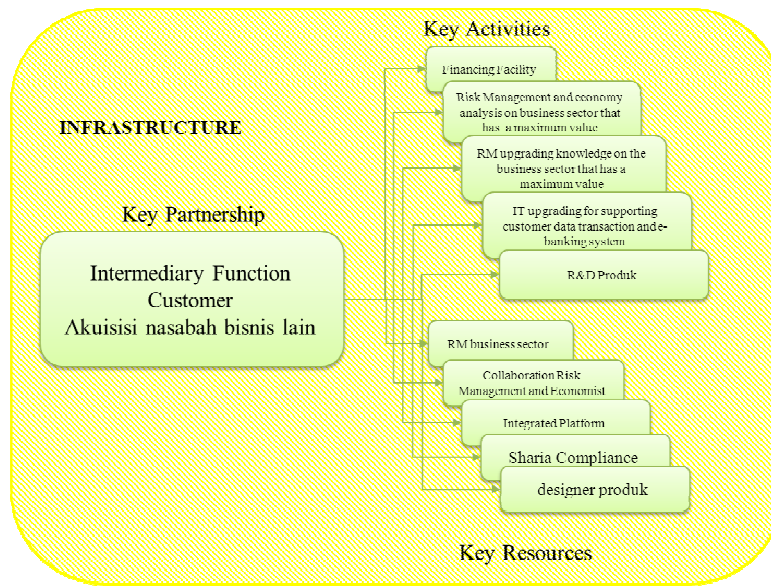 Key Activities
Financing Facility
Risk Management and economy
analysis on business sector that
has a maximum value
INFRASTRUCTURE
RM upgrading knowledge on the
business sector that has a
maximum value
Key Partnership
IT upgrading for supporting
customer data transaction and e-
banking system
Intermediary Function
Customer
Akuisisi nasabah bisnis lain
R&D Produk
RM business sector
Collaboration Risk
Management and Economist
Integrated Platform
Sharia Compliance
designer produk
Key Resources